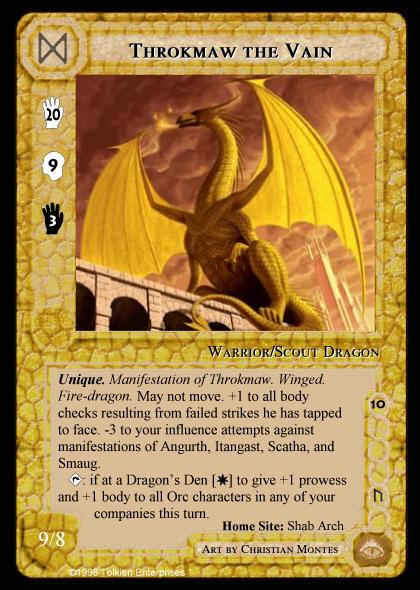 THROKMAW THE VAIN
20
9
3
WARRIOR/SCOUT DRAGON
Unique. Manifestation of Throkmaw. Winged.
Fire-dragon. May not move. +1 to all body
checks resulting from failed strikes he has tapped
to face. -3 to your influence attempts against
manifestations of Angurth, Itangast, Scatha, and
Smaug.
: if at a Dragon's Den [✷] to give +1 prowess
and +1 body to all Orc characters in any of your
companies this turn.
10
Home Site: Shab Arch
9/8
ART BY CHRISTIAN MONTES
©1998 Tolkien Enterprises